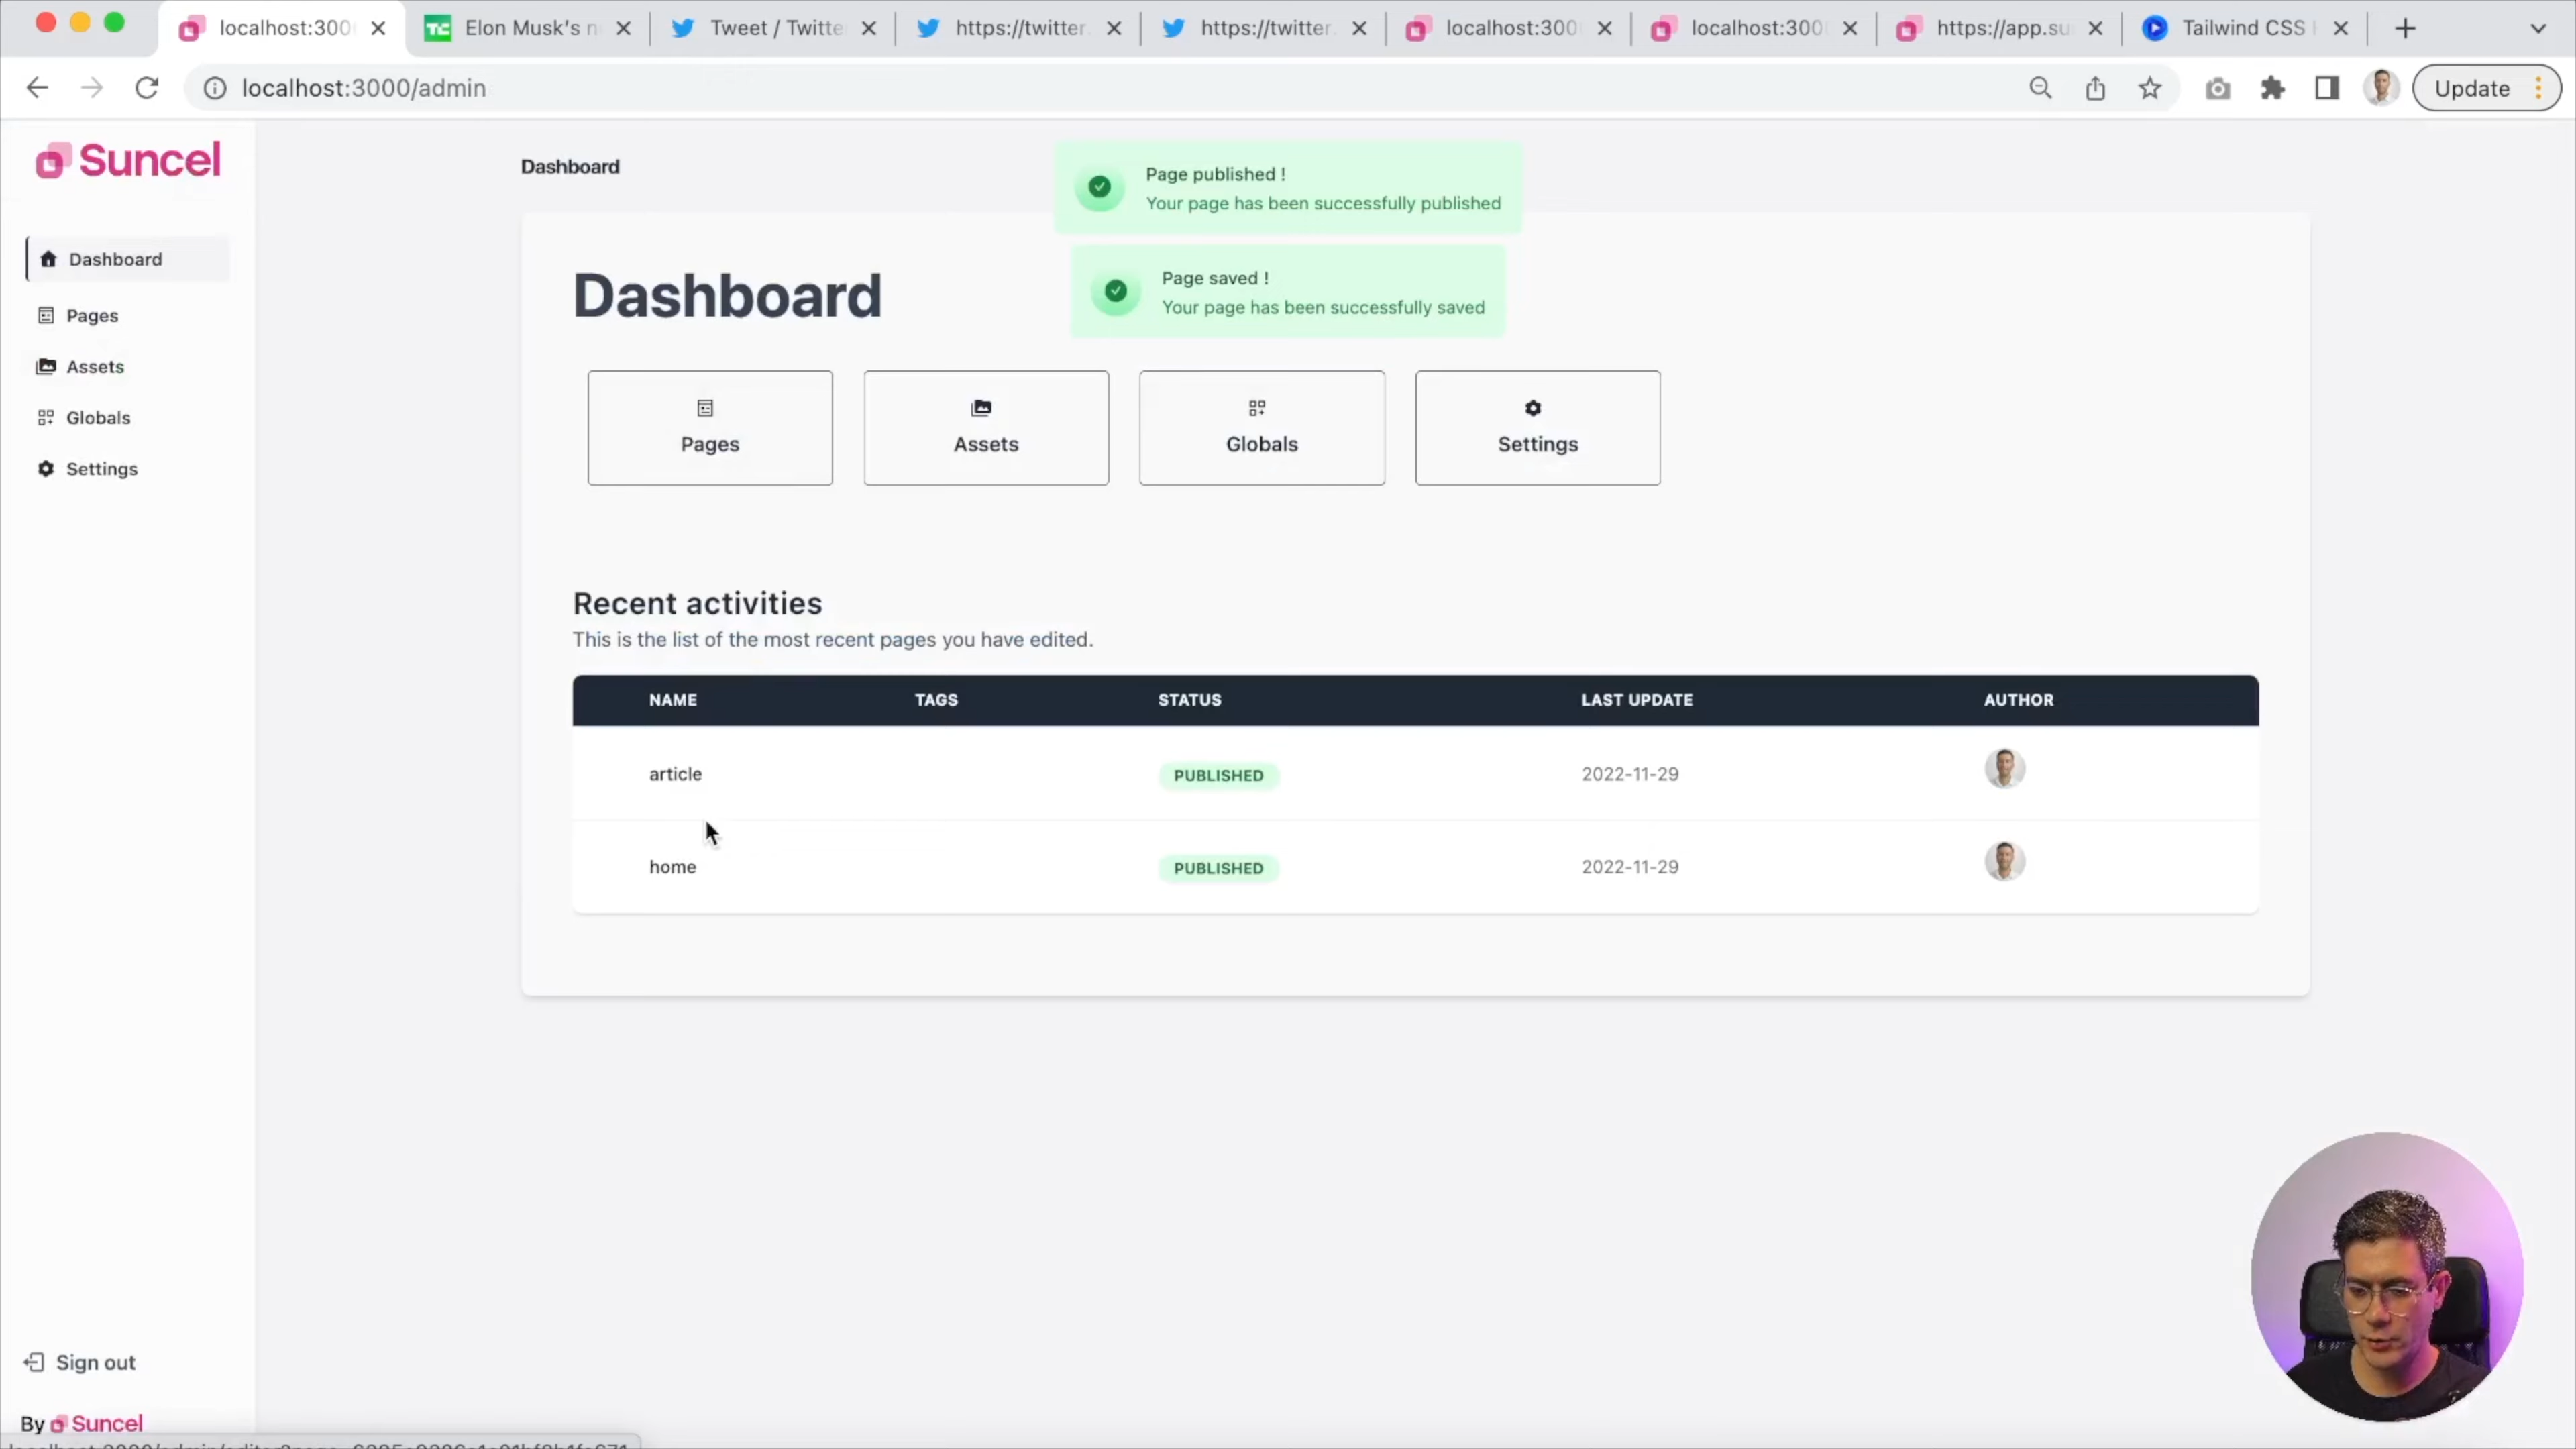 localhost:300
Elon Musk's n
Tweet / Twitte
https://twitter.
https://twitter.
localhost:300
localhost:300
https://app.su
Tailwind CSS
localhost:3000/admin
Update
Suncel
Dashboard
Pages
Assets
Globals
Settings
Sign out
By Suncel
Dashboard
Page published !
Your page has been successfully published
Page saved !
Your page has been successfully saved
Dashboard
Pages
Assets
Globals
Settings
Recent activities
This is the list of the most recent pages you have edited.
NAME TAGS STATUS LAST UPDATE AUTHOR
article PUBLISHED 2022-11-29
home PUBLISHED 2022-11-29